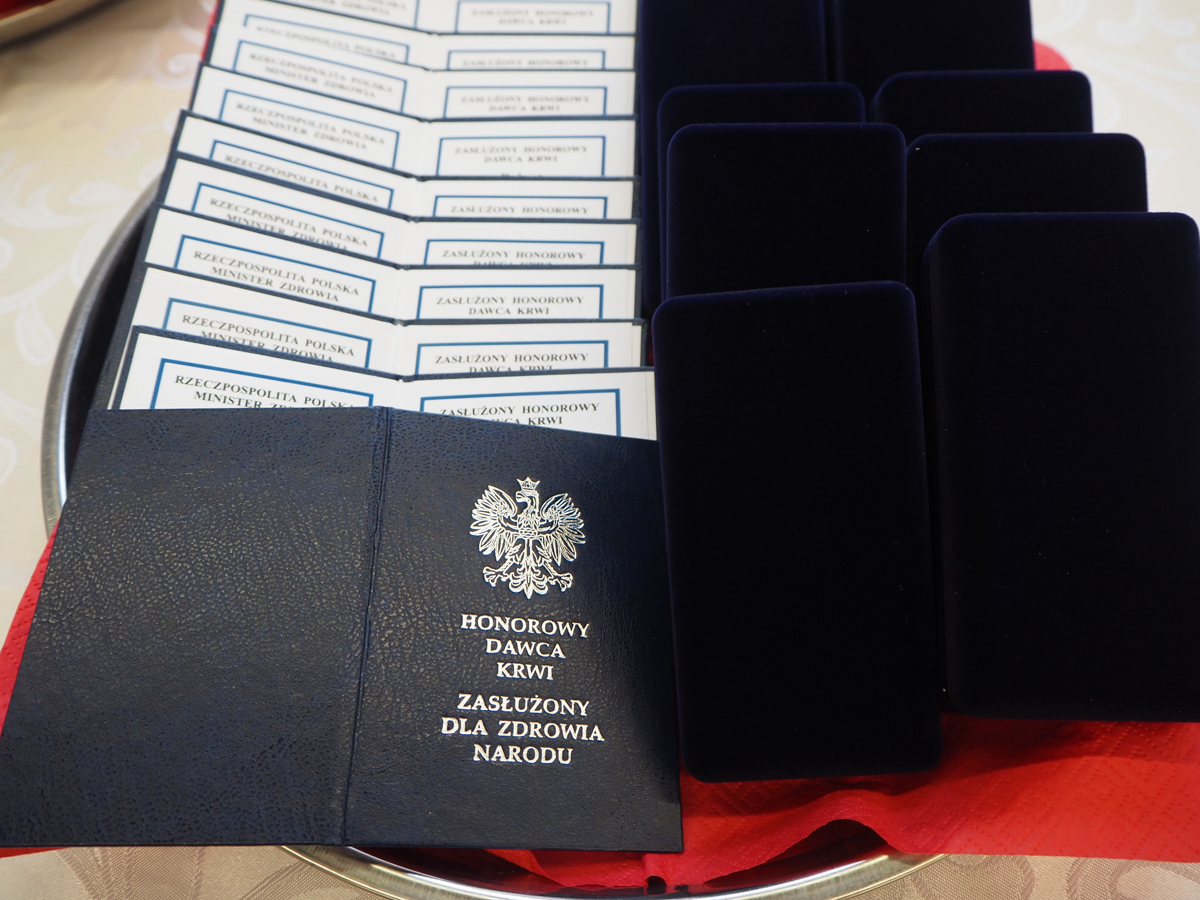 ZASŁUŻONY HONOROWY
DAWCA KRWI
RZECZPOSPOLITA POLSKA
ZASŁUŻONY HONOROWY
RZECZPOSPOLITA POLSKA
MINISTER ZDROWIA
ZASŁUŻONY HONOROWY
DAWCA KRWI
RZECZPOSPOLITA POLSKA
MINISTER ZDROWIA
ZASŁUŻONY HONOROWY
DAWCA KRWI
RZECZPOSPOLITA POLSKA
ZASŁUŻONY HONOROWY
RZECZPOSPOLITA POLSKA
MINISTER ZDROWIA
ZASŁUŻONY HONOROWY
DAWCA KRWI
RZECZPOSPOLITA POLSKA
MINISTER ZDROWIA
ZASŁUŻONY HONOROWY
DAWCA KRWI
RZECZPOSPOLITA POLSKA
MINISTER ZDROWIA
ZASŁUŻONY HONOROWY
DAWCA KRWI
RZECZPOSPOLITA POLSKA
MINISTER
ZASŁUŻONY HONOROWY
DAWCA KRWI
HONOROWY
DAWCA
KRWI
ZASŁUŻONY
DLA ZDROWIA
NARODU